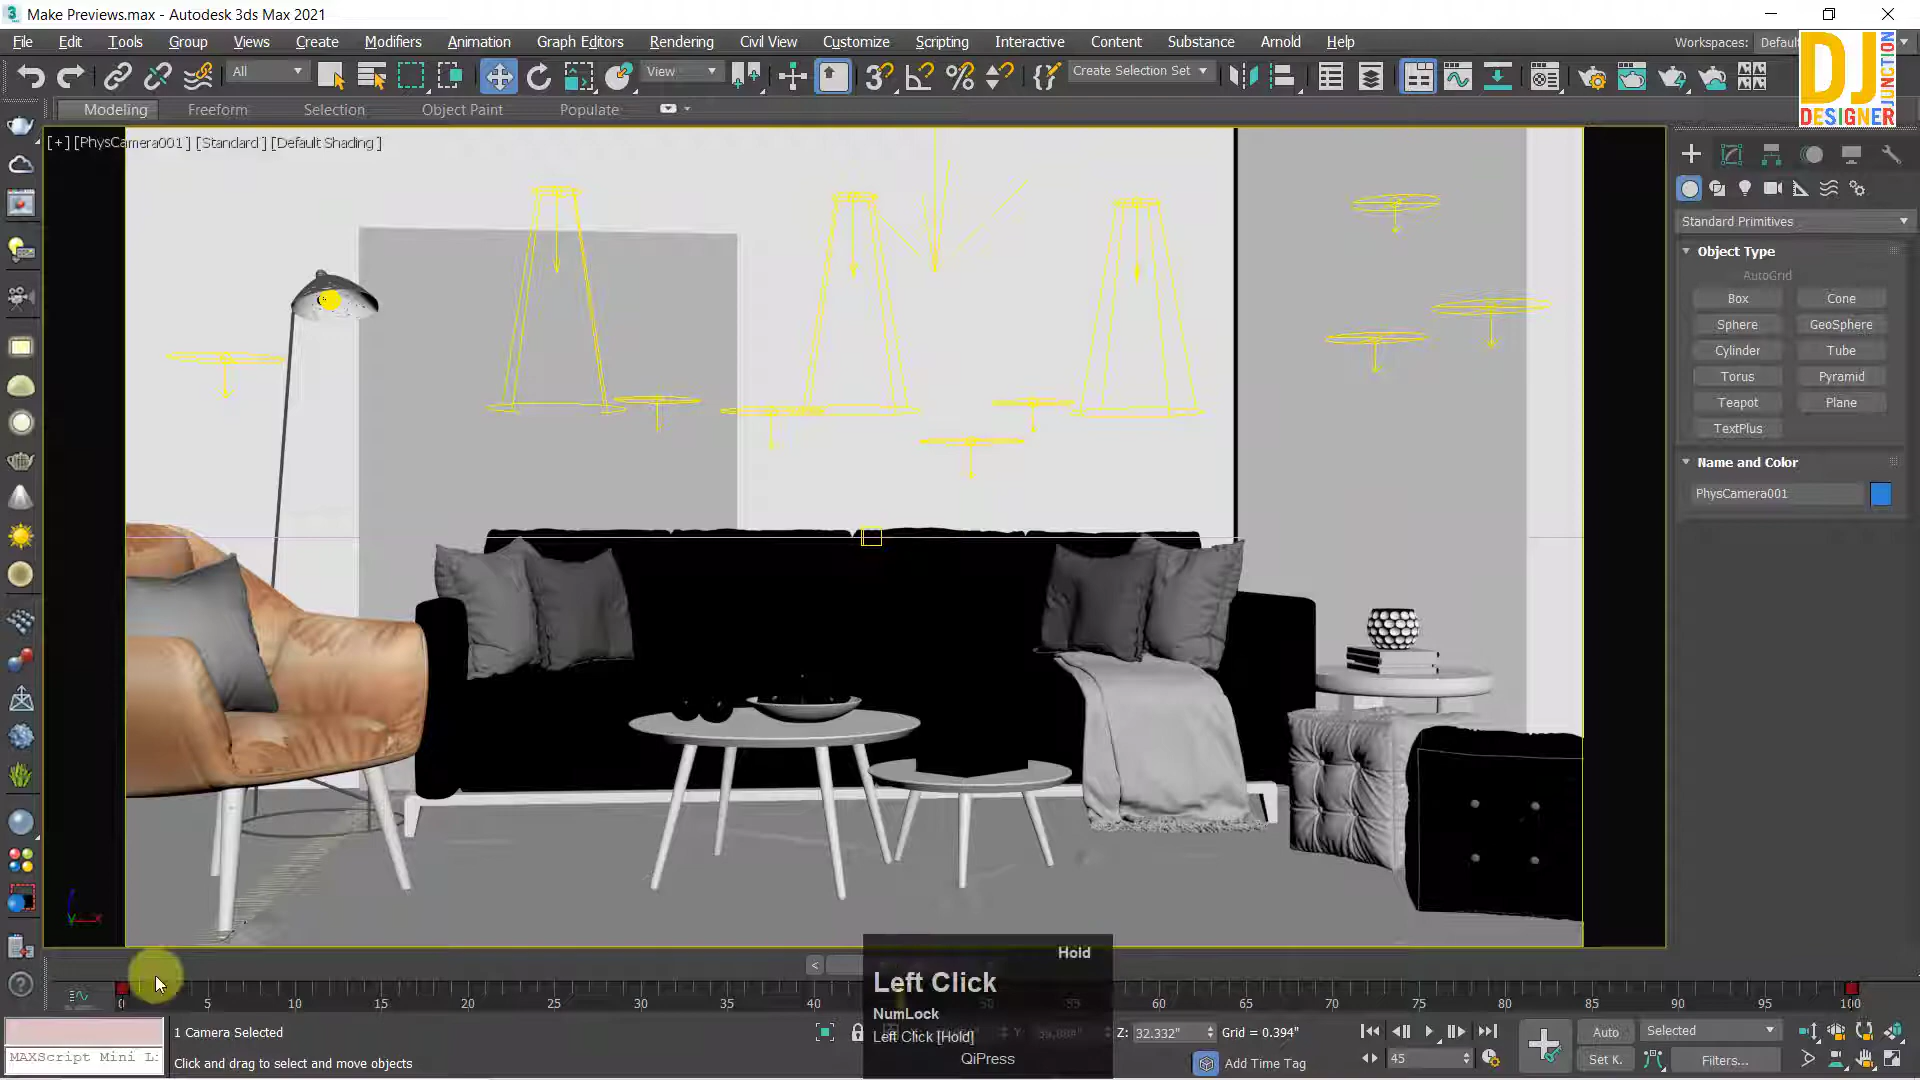 Make Previews.max - Autodesk 3ds Max 2021
File Edit Tools Group Views Create Modifiers Animation Graph Editors Rendering Civil View Customize Scripting Interactive Content Substance Arnold Help
Workspaces:
DJ
DESIGNER
JUNCTION
All
View
Create Selection Set
Modeling Freeform Selection Object Paint Populate
[+] [PhysCamera001] [Standard] [Default Shading]
Standard Primitives
Object Type
AutoGrid
Box Cone
Sphere GeoSphere
Cylinder Tube
Torus Pyramid
Teapot Plane
TextPlus
Name and Color
PhysCamera001
Hold
Left Click
NumLock
Left Click [Hold]
QiPress
0 5 10 15 20 25 30 35 40 60 65 70 75 80 85 90 95 100
1 Camera Selected
Z: 32.332" Grid = 0.394"
Auto Selected
MAXScript Mini Li
Click and drag to select and move objects
Add Time Tag
45
Set K. Filters...